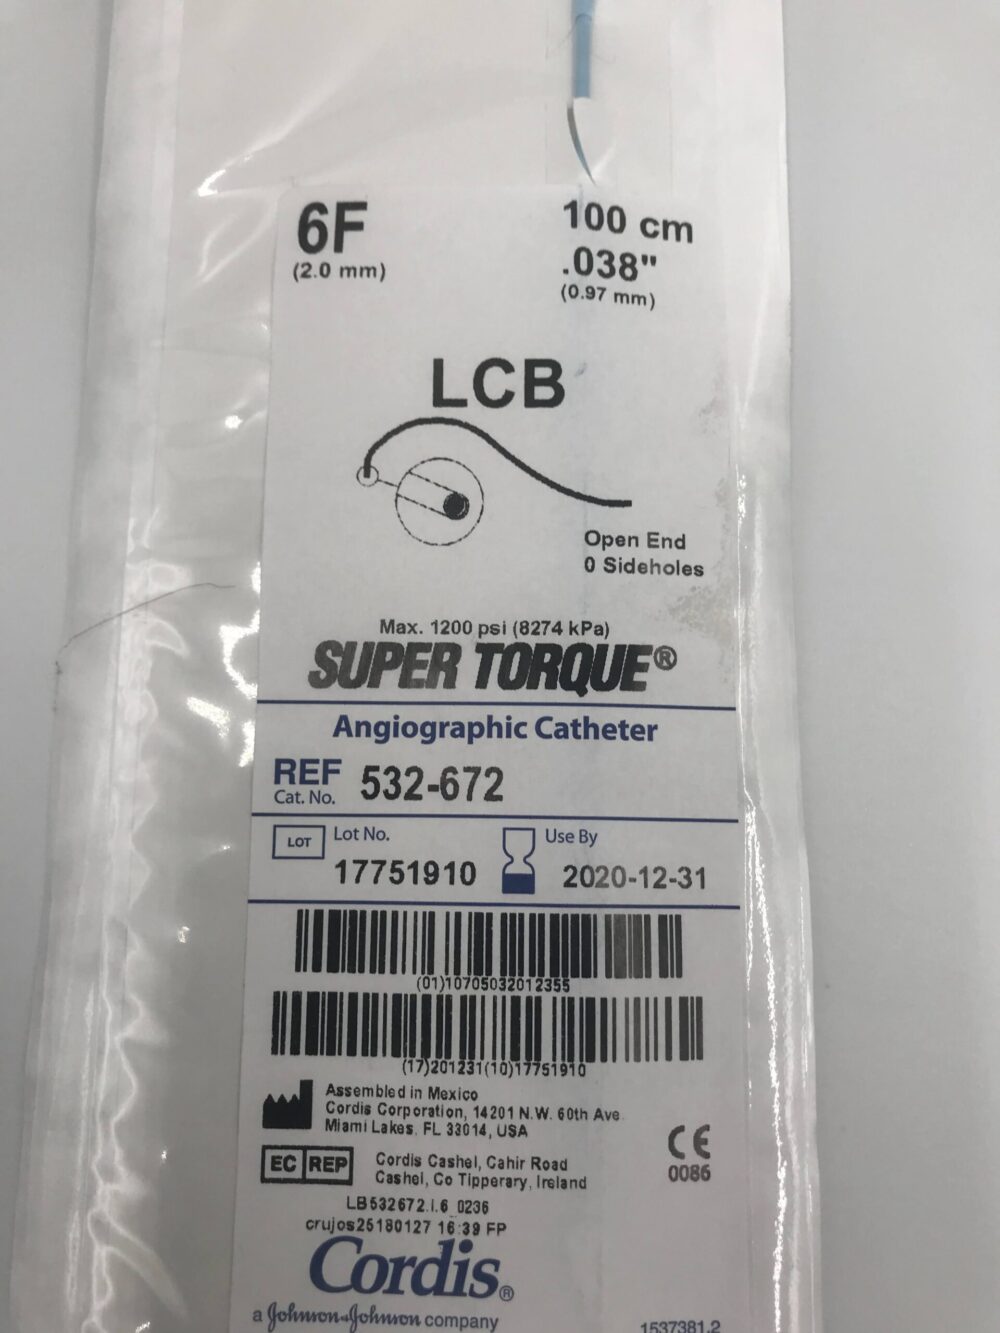 6F
(2.0 mm)
100 cm
.038"
(0.97 mm)
LCB
Open End
0 Sideholes
Max. 1200 psi (8274 kPa)
SUPER TORQUE®
Angiographic Catheter
REF 532-672
Cat. No.
LOT Lot No.
17751910
Use By
2020-12-31
(01)10705032012355
(17)201231(10)17751910
Assembled in Mexico
Cordis Corporation, 14201 N.W. 60th Ave.
Miami Lakes, FL 33014, USA
EC REP
Cordis Cashel, Cahir Road
Cashel, Co Tipperary, Ireland
CE
0086
LB532672.I.6 0236
crujos25180127 16:39 FP
Cordis®
a Johnson & Johnson company
1537381.2